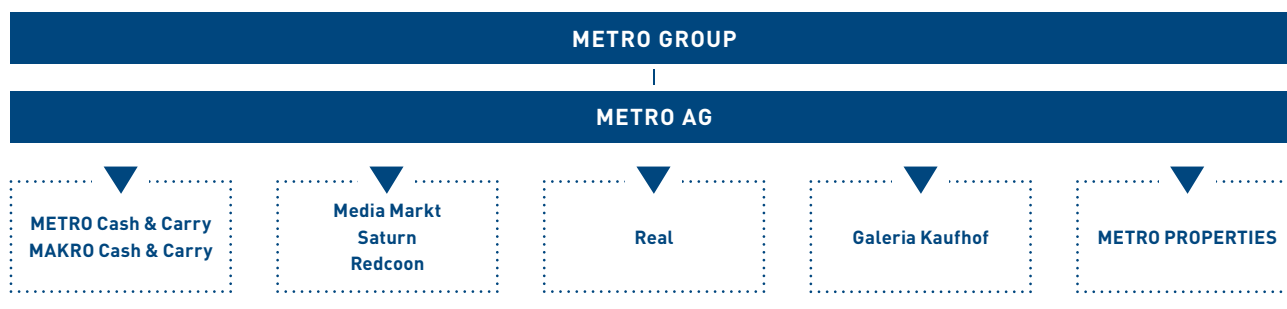 METRO GROUP
METRO AG
METRO Cash & Carry
MAKRO Cash & Carry
Media Markt
Saturn
Redcoon
Real
Galeria Kaufhof
METRO PROPERTIES